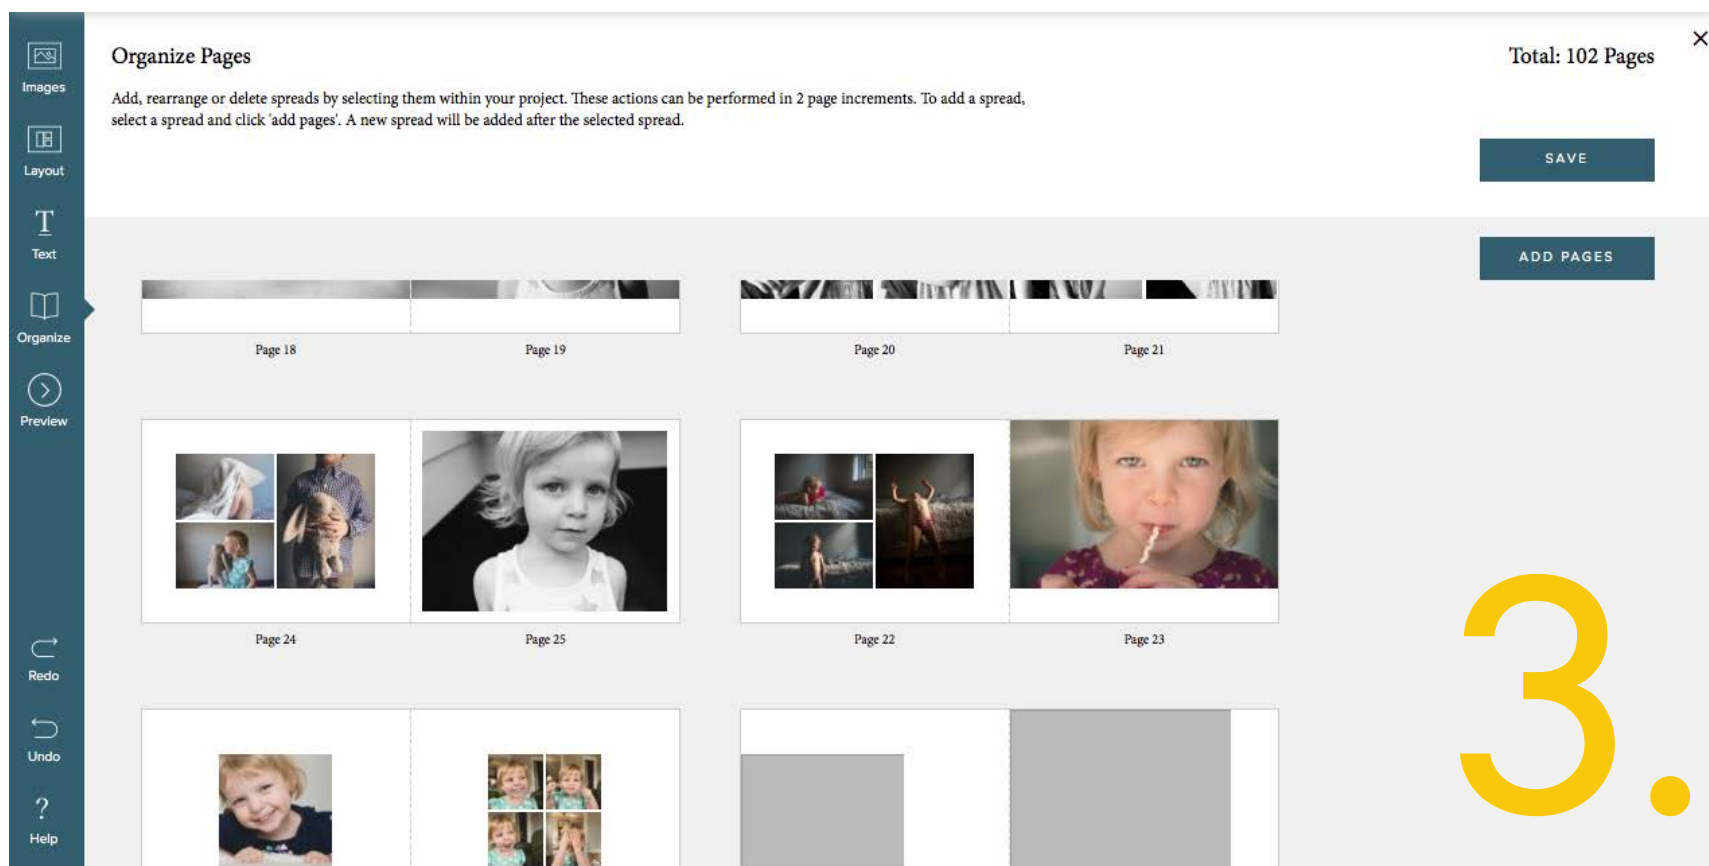 Images
Layout
T
Text
Organize
Preview
Redo
Undo
?
Help
Organize Pages
Total: 102 Pages
Add, rearrange or delete spreads by selecting them within your project. These actions can be performed in 2 page increments. To add a spread,
select a spread and click 'add pages'. A new spread will be added after the selected spread.
SAVE
ADD PAGES
Page 18
Page 19
Page 20
Page 21
Page 24
Page 25
Page 22
Page 23
3.